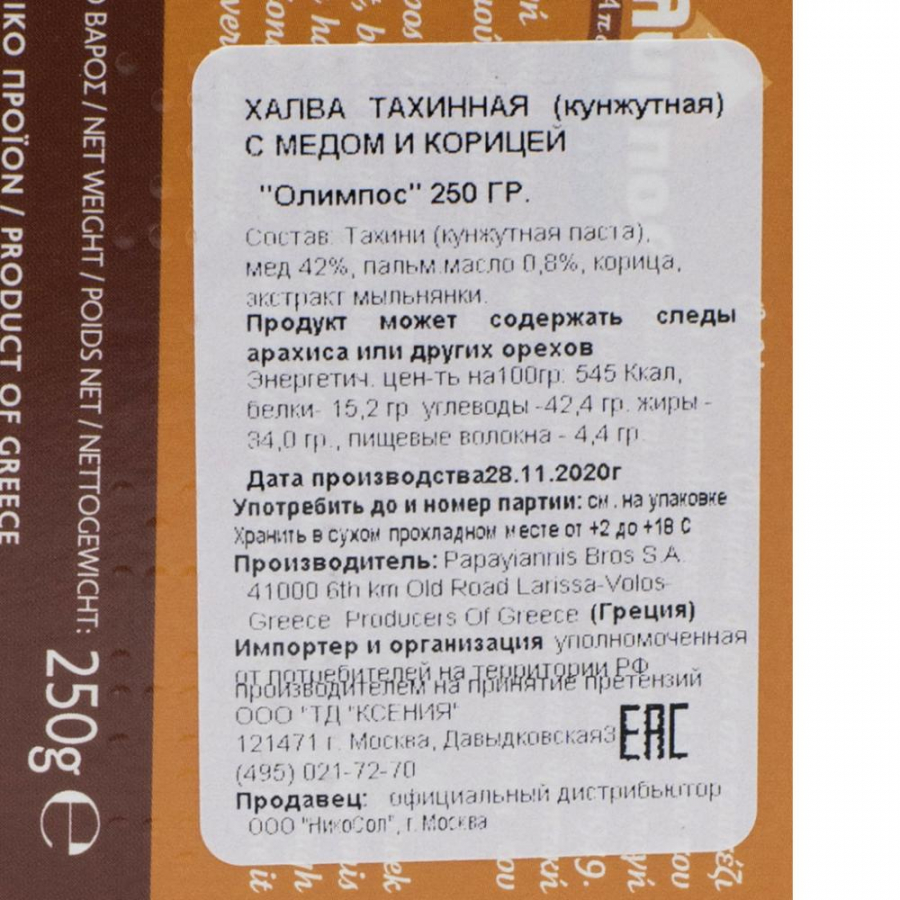 ХАЛВА ТАХИННАЯ (кунжутная)
С МЕДОМ И КОРИЦЕЙ
"Олимпос" 250 ГР.
Состав: Тахини (кунжутная паста),
мед 42%, пальм.масло 0,8%, корица,
экстракт мыльнянки.
Продукт может содержать следы
арахиса или других орехов
Энергетич. цен-ть на100гр: 545 Ккал,
белки- 15,2 гр углеводы -42,4 гр. жиры -
34,0 гр., пищевые волокна - 4,4 гр.
Дата производства28.11.2020г
Употребить до и номер партии: см. на упаковке
Хранить в сухом прохладном месте от +2 до +18 С
Производитель: Papayiannis Bros S.A.
41000 6th km Old Road Larissa-Volos-
Greece Producers Of Greece (Греция)
Импортер и организация уполномоченная
от потребителей на территории РФ
производителем на принятие претензий
ООО "ТД "КСЕНИЯ"
121471 г. Москва, Давыдковская3
(495) 021-72-70
EAC
Продавец: официальный дистрибьютор
ООО "НикоСол", г. Москва
ΙΚΟ ΠΡΟΪΟΝ / PRODUCT OF GREECE
ΒΑΡΟΣ / NET WEIGHT / POIDS NET / NETTOGEWICHT:
250g e